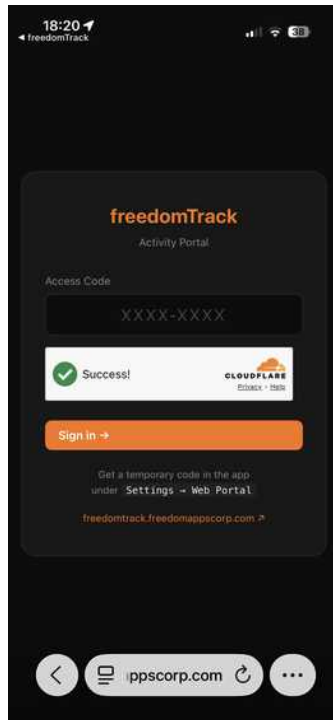 18:20
◀ freedomTrack
38
freedomTrack
Activity Portal
Access Code
XXXX-XXXX
Success!
CLOUDFLARE
Privacy • Help
Sign in →
Get a temporary code in the app
under Settings → Web Portal
freedomtrack.freedomappscorp.com ↗
ppscorp.com